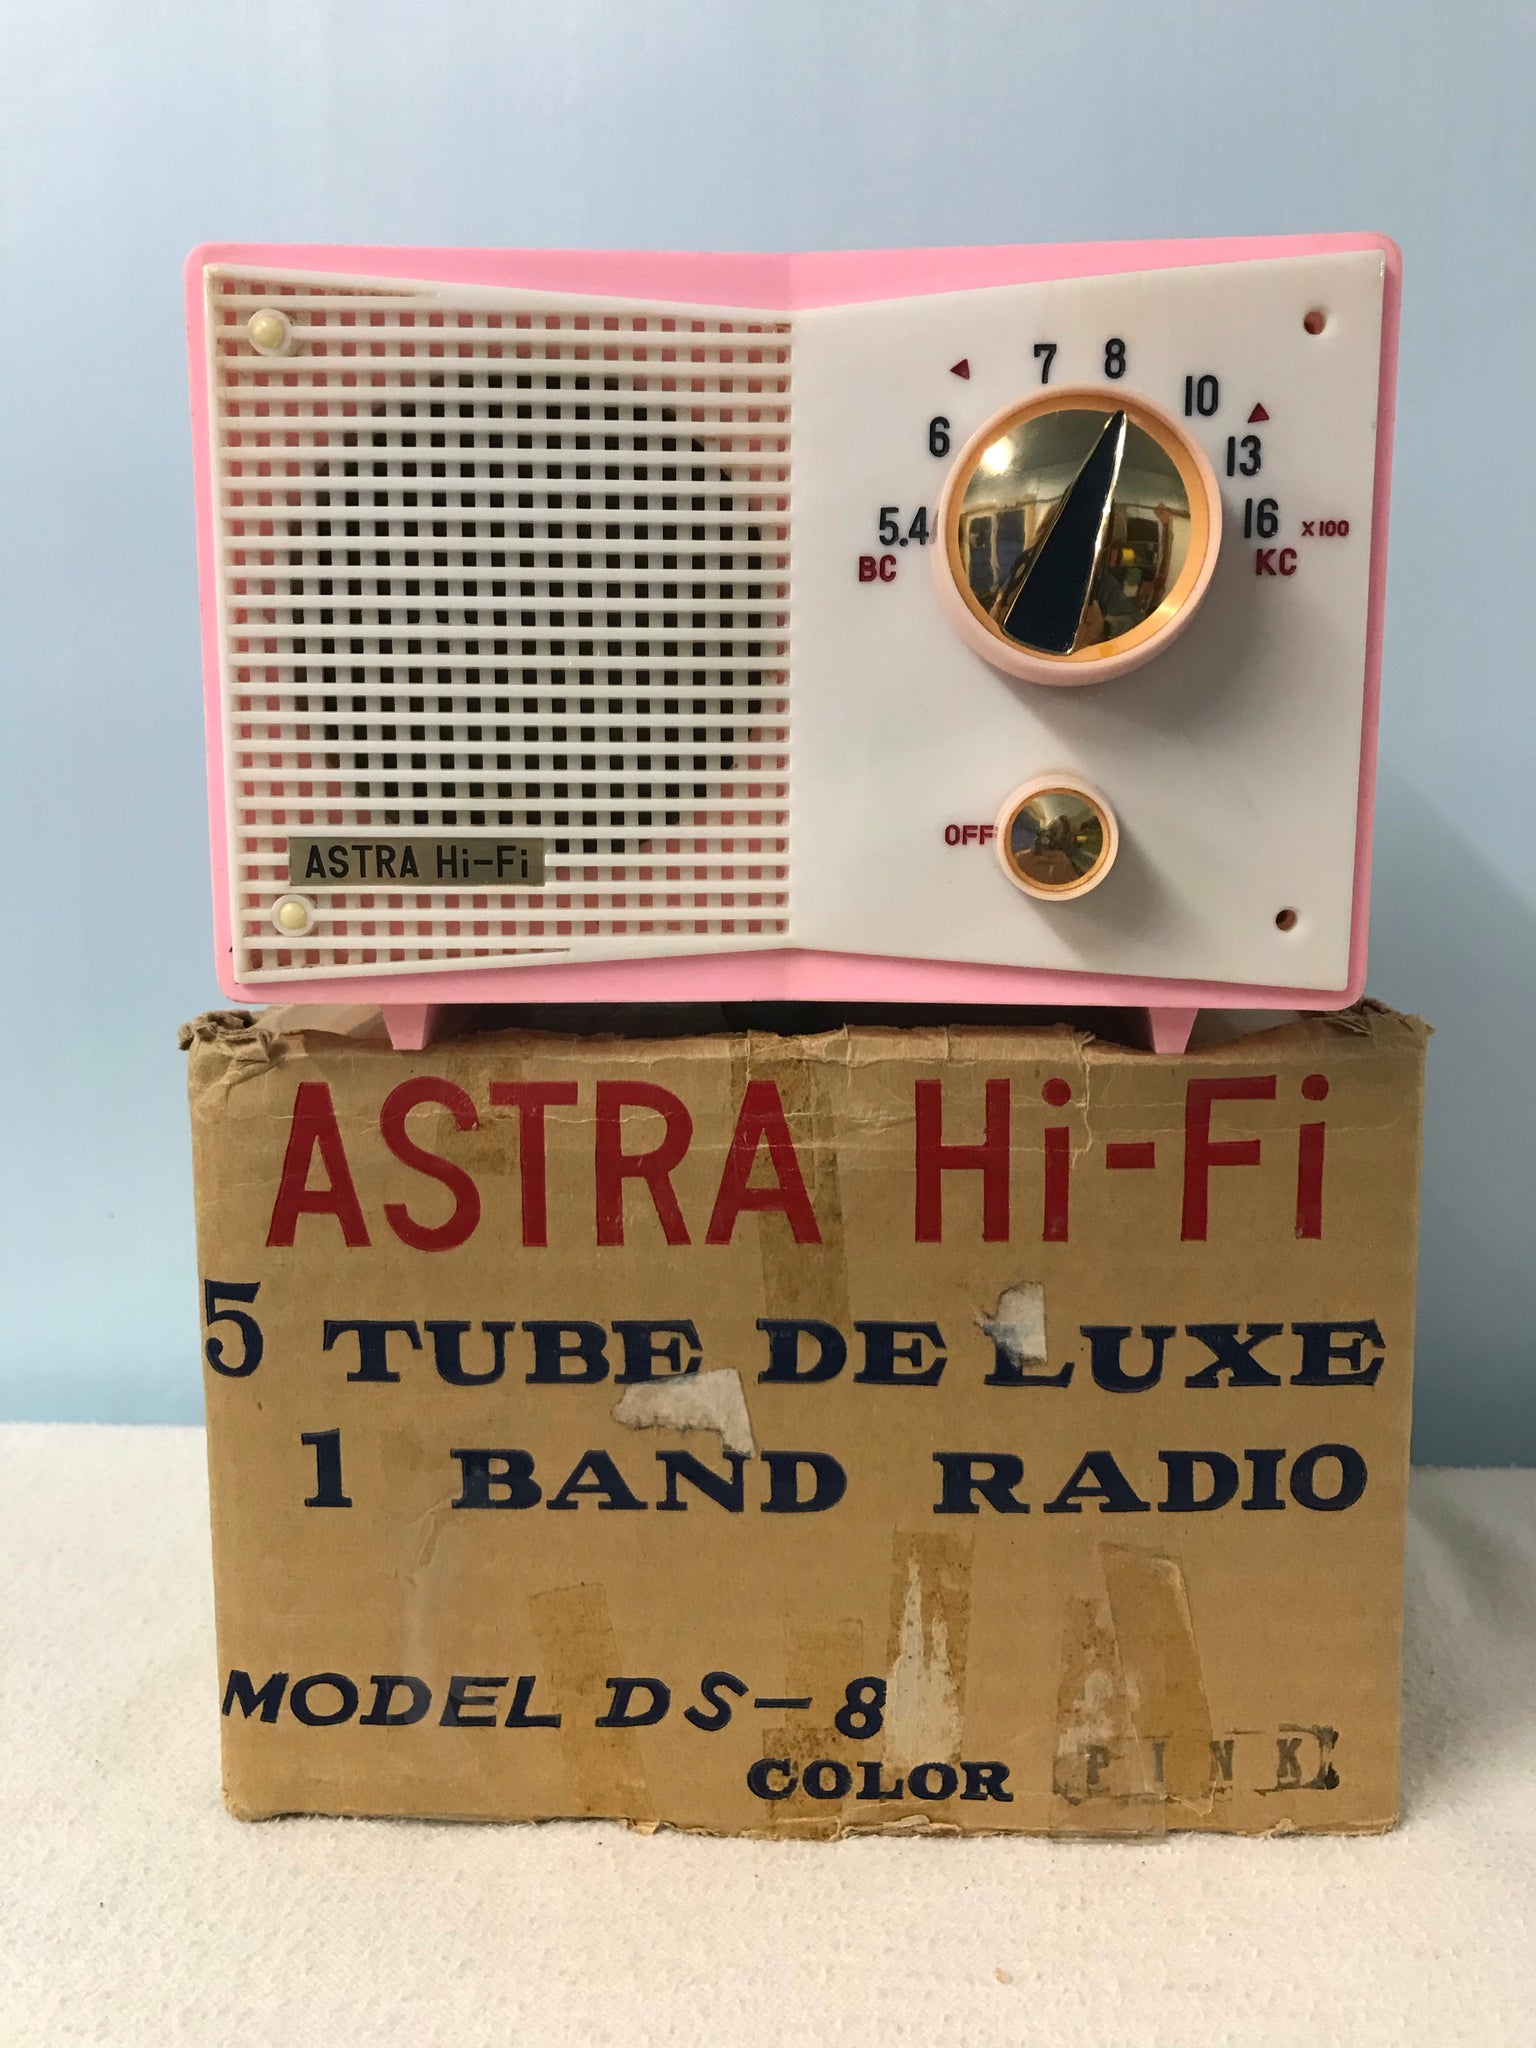 7 8
10
6
13
5.4
16 x100
BC
KC
OFF
ASTRA Hi-Fi
ASTRA Hi-Fi
5 TUBE DE LUXE
1 BAND RADIO
MODEL DS-8
COLOR PINK